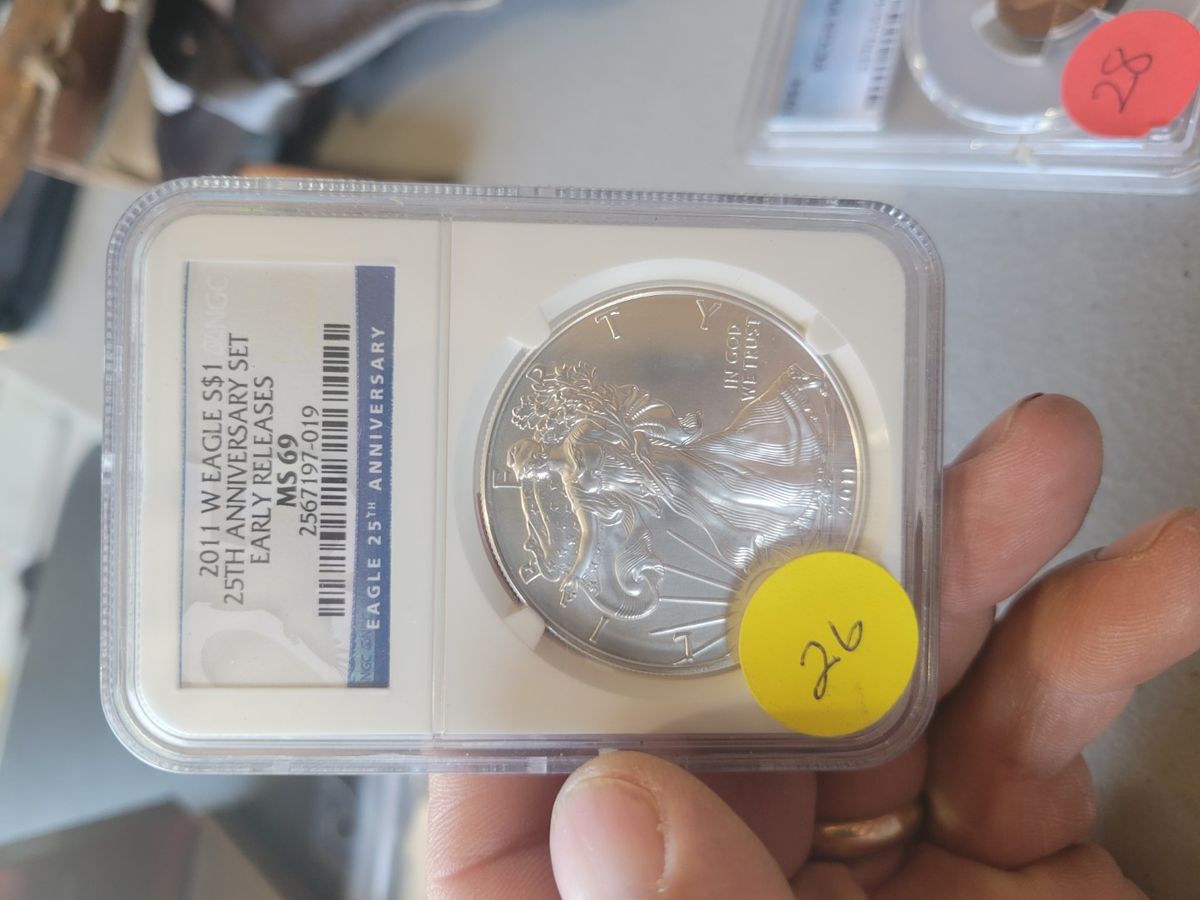 2011 W EAGLE S$1
25TH ANNIVERSARY SET
EARLY RELEASES
MS 69
25671197-019
EAGLE 25TH ANNIVERSARY
NGC
LIBERTY
IN GOD
WE TRUST
2011
26
28